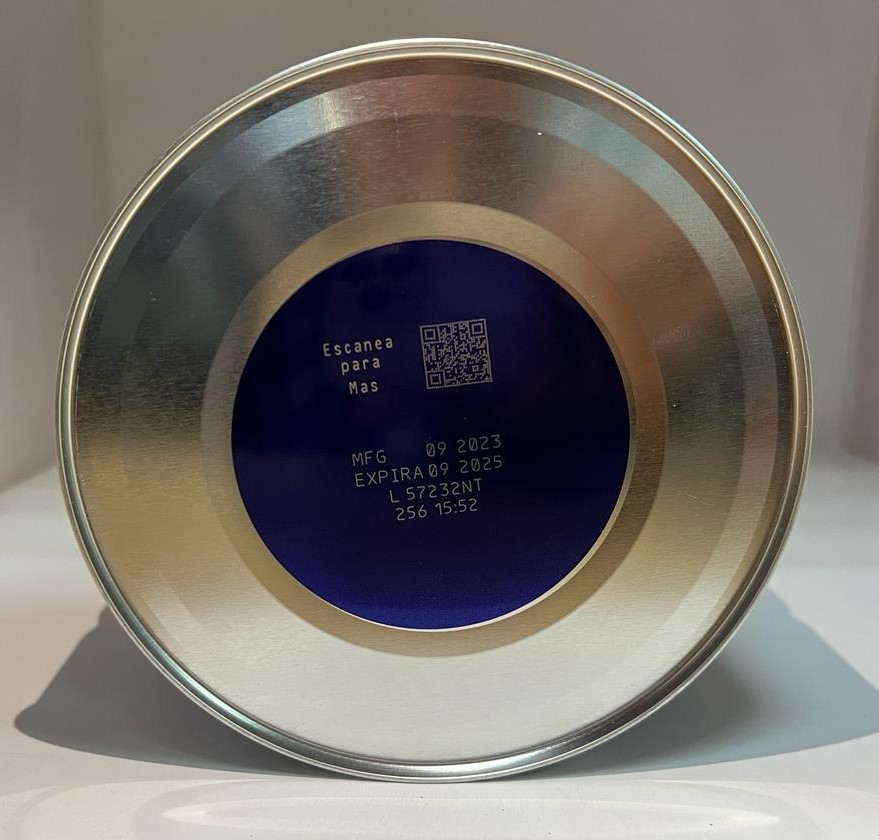 Escanea
para
Mas
MFG 09 2023
EXPIRA 09 2025
L 57232NT
256 15:52